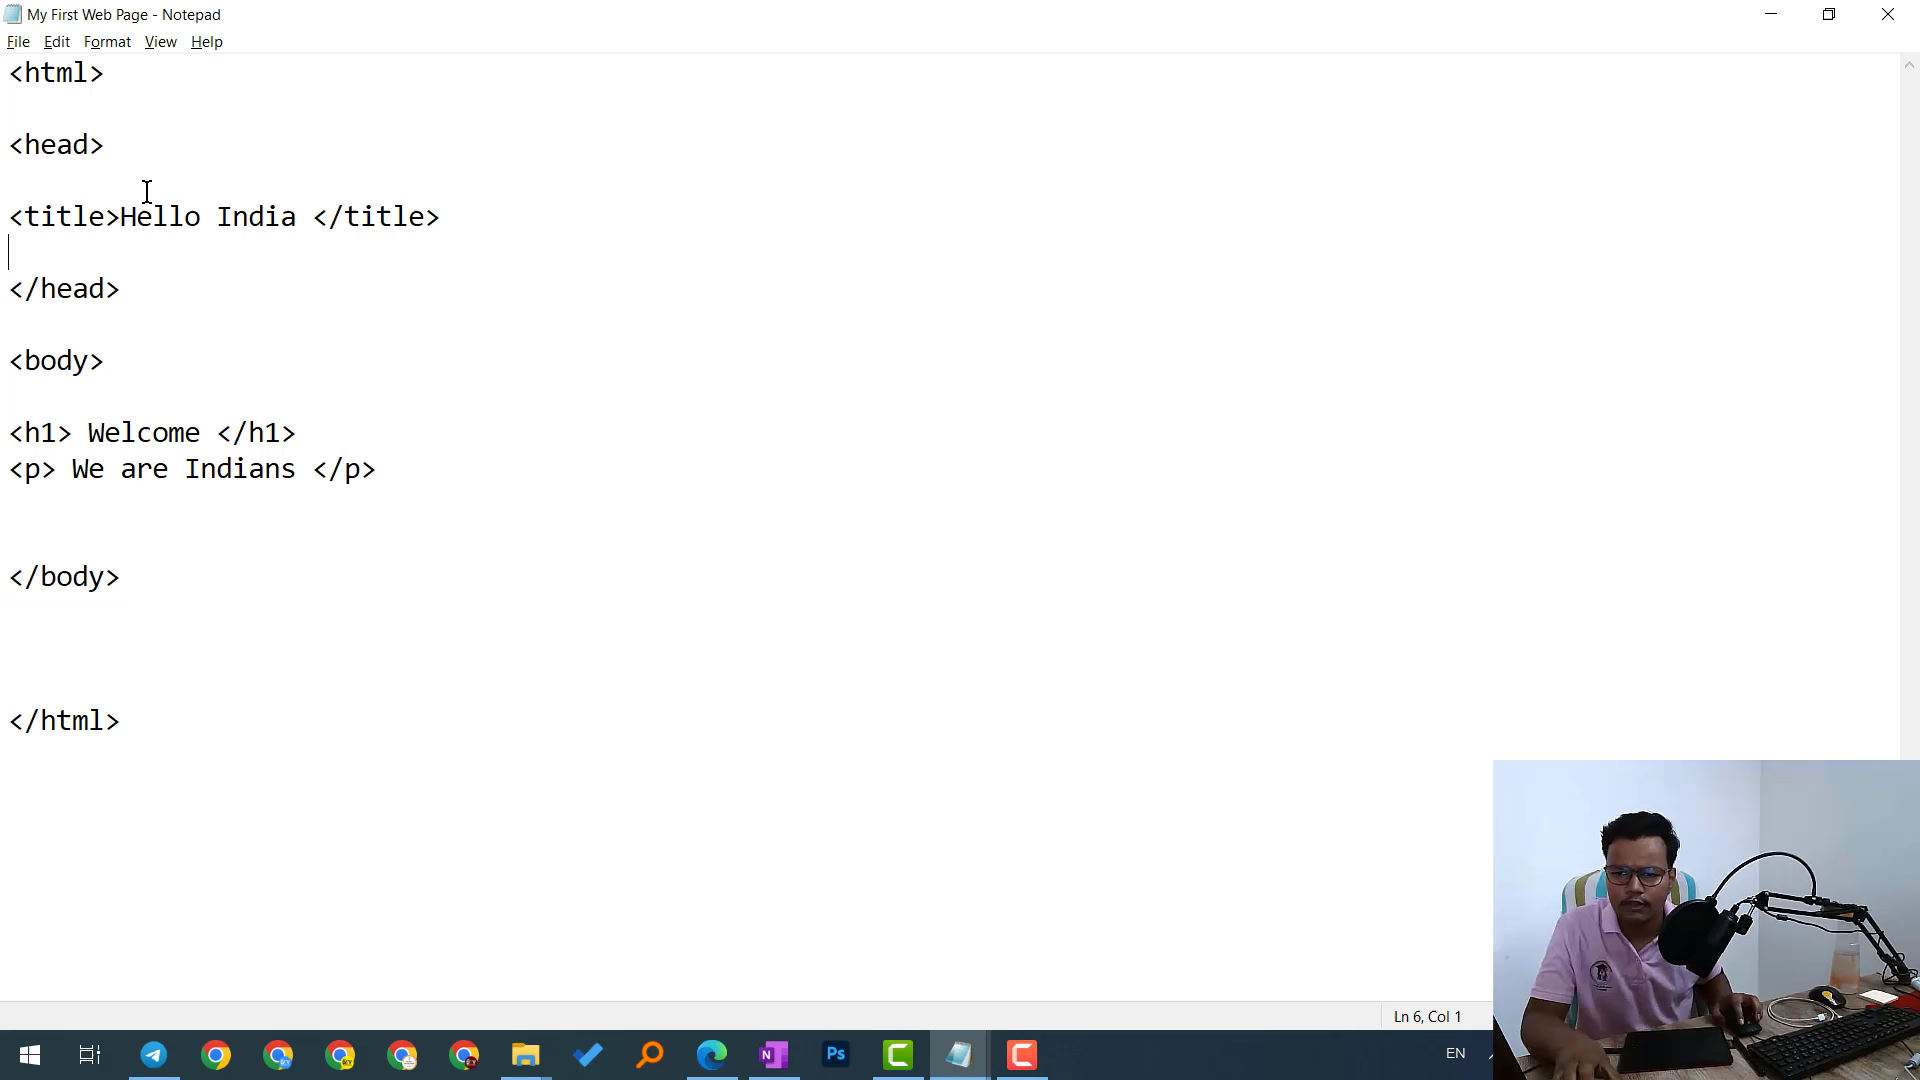 My First Web Page - Notepad
File Edit Format View Help
<html>
<head>
<title>Hello India </title>
</head>
<body>
<h1> Welcome </h1>
<p> We are Indians </p>
</body>
</html>
Ln 6, Col 1
N Ps EN